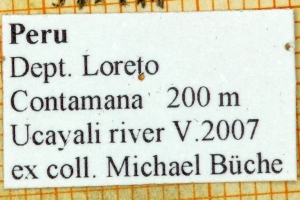 Peru
Dept. Loreto
Contamana 200 m
Ucayali river V.2007
ex coll. Michael Büche